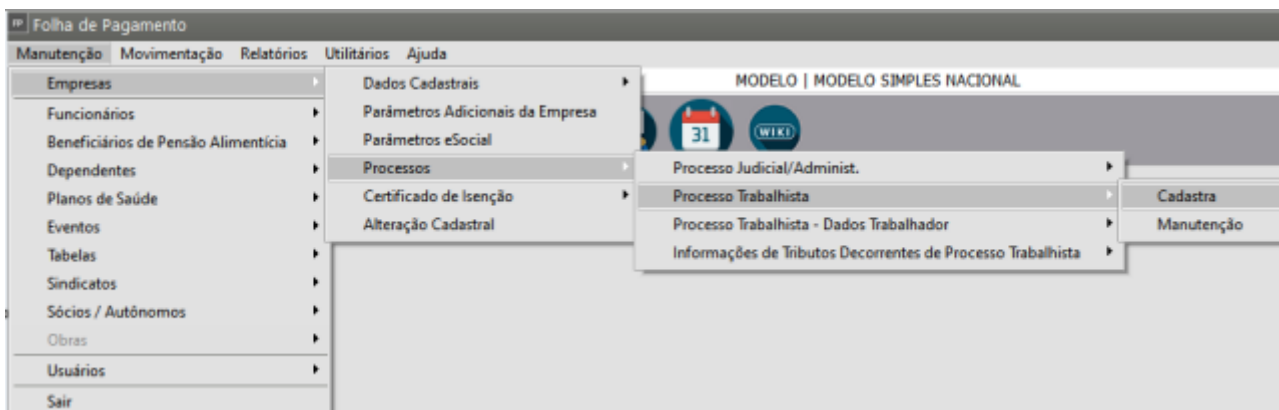 FP Folha de Pagamento
Manutenção Movimentação Relatórios Utilitários Ajuda
MODELO | MODELO SIMPLES NACIONAL
31
WIKI
Empresas
Funcionários
Beneficiários de Pensão Alimentícia
Dependentes
Planos de Saúde
Eventos
Tabelas
Sindicatos
Sócios / Autônomos
Obras
Usuários
Sair
Dados Cadastrais
Parâmetros Adicionais da Empresa
Parâmetros eSocial
Processos
Certificado de Isenção
Alteração Cadastral
Processo Judicial/Administ.
Processo Trabalhista
Processo Trabalhista - Dados Trabalhador
Informações de Tributos Decorrentes de Processo Trabalhista
Cadastra
Manutenção